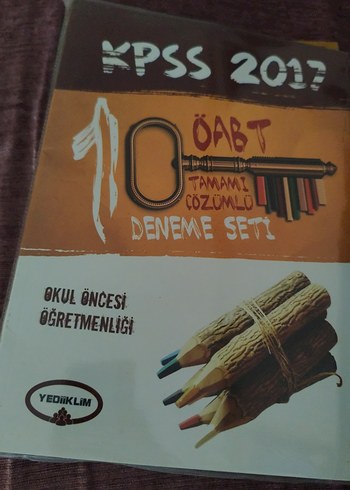 KPSS 2017
10 ÖABT
TAMAMI
ÇÖZÜMLÜ
DENEME SETİ
OKUL ÖNCESİ
ÖĞRETMENLİĞİ
YEDİİKLİM